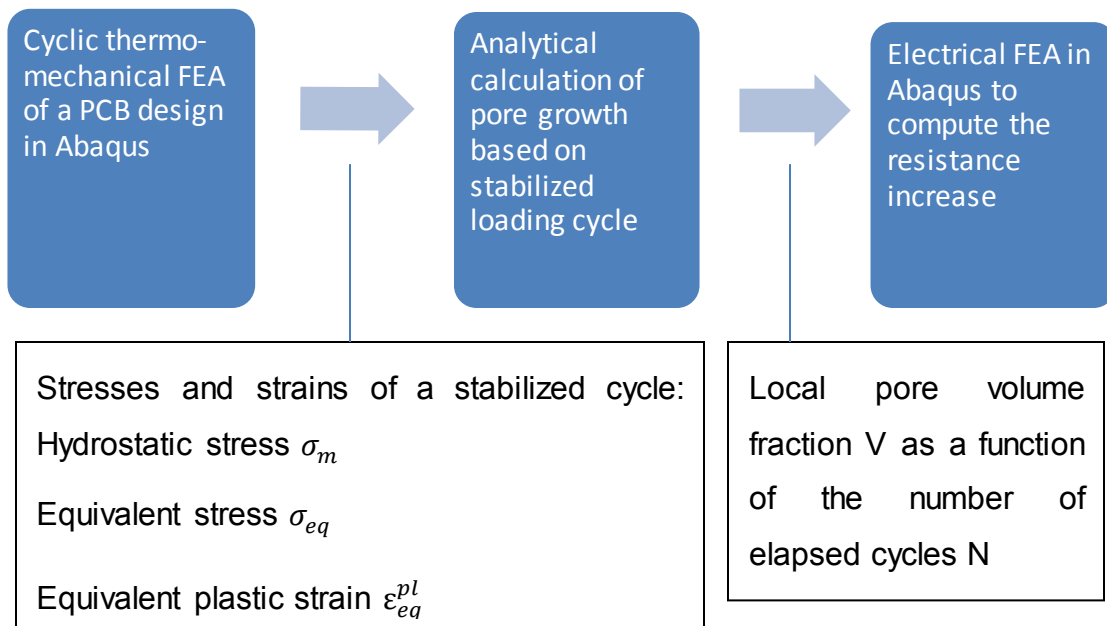 Cyclic thermo-
mechanical FEA
of a PCB design
in Abaqus
Analytical
calculation of
pore growth
based on
stabilized
loading cycle
Electrical FEA in
Abaqus to
compute the
resistance
increase
Stresses and strains of a stabilized cycle:
Hydrostatic stress σ_m
Equivalent stress σ_eq
Equivalent plastic strain ε_eq^pl
Local pore volume
fraction V as a function
of the number of
elapsed cycles N